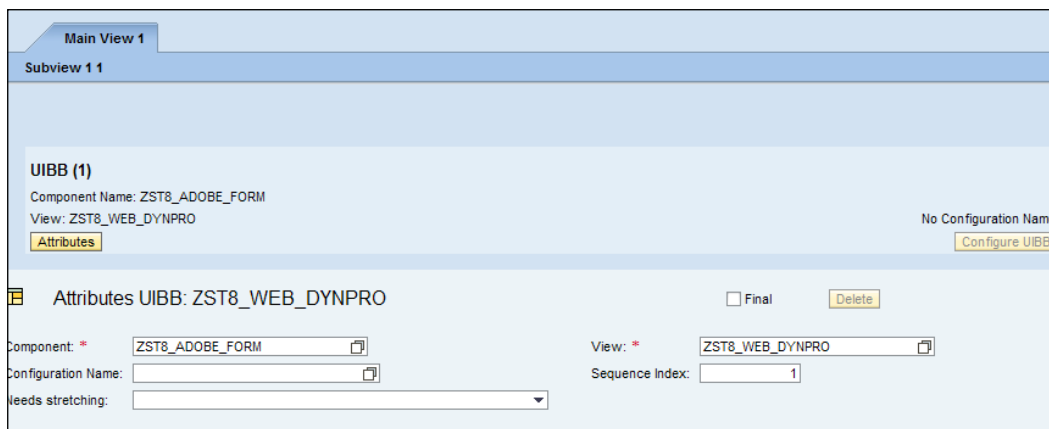 Main View 1
Subview 1 1
UIBB (1)
Component Name: ZST8_ADOBE_FORM
View: ZST8_WEB_DYNPRO
No Configuration Nam
Attributes
Configure UIBB
Attributes UIBB: ZST8_WEB_DYNPRO
Final
Delete
Component: * ZST8_ADOBE_FORM
View: * ZST8_WEB_DYNPRO
Configuration Name:
Sequence Index: 1
Needs stretching: